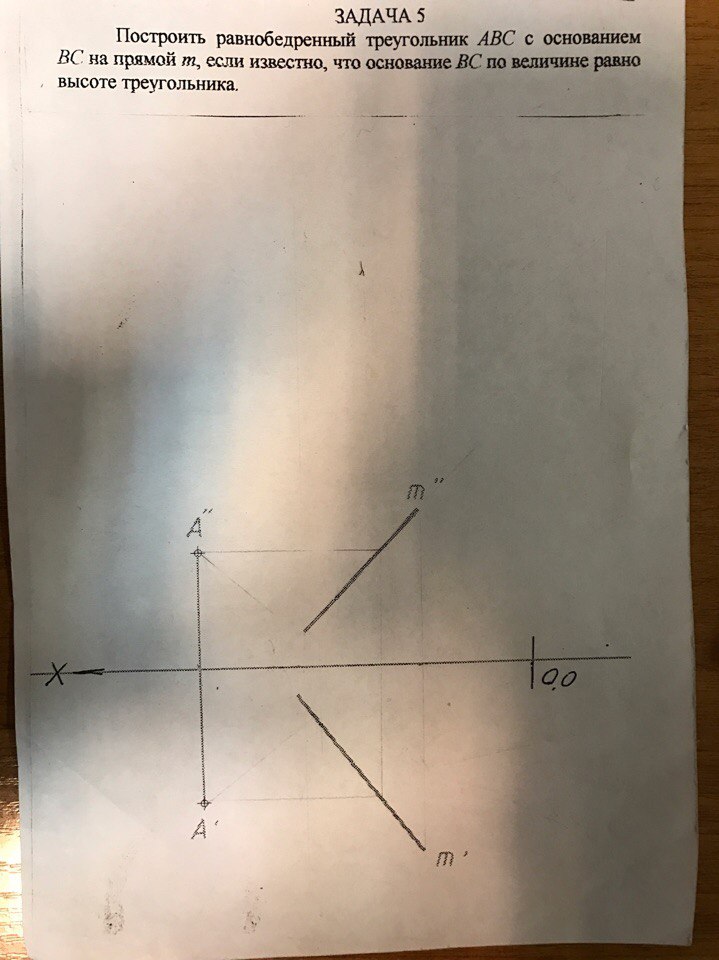 ЗАДАЧА 5
Построить равнобедренный треугольник ABC с основанием
BC на прямой m, если известно, что основание BC по величине равно
высоте треугольника.
m"
A"
X
0,0
A'
m'